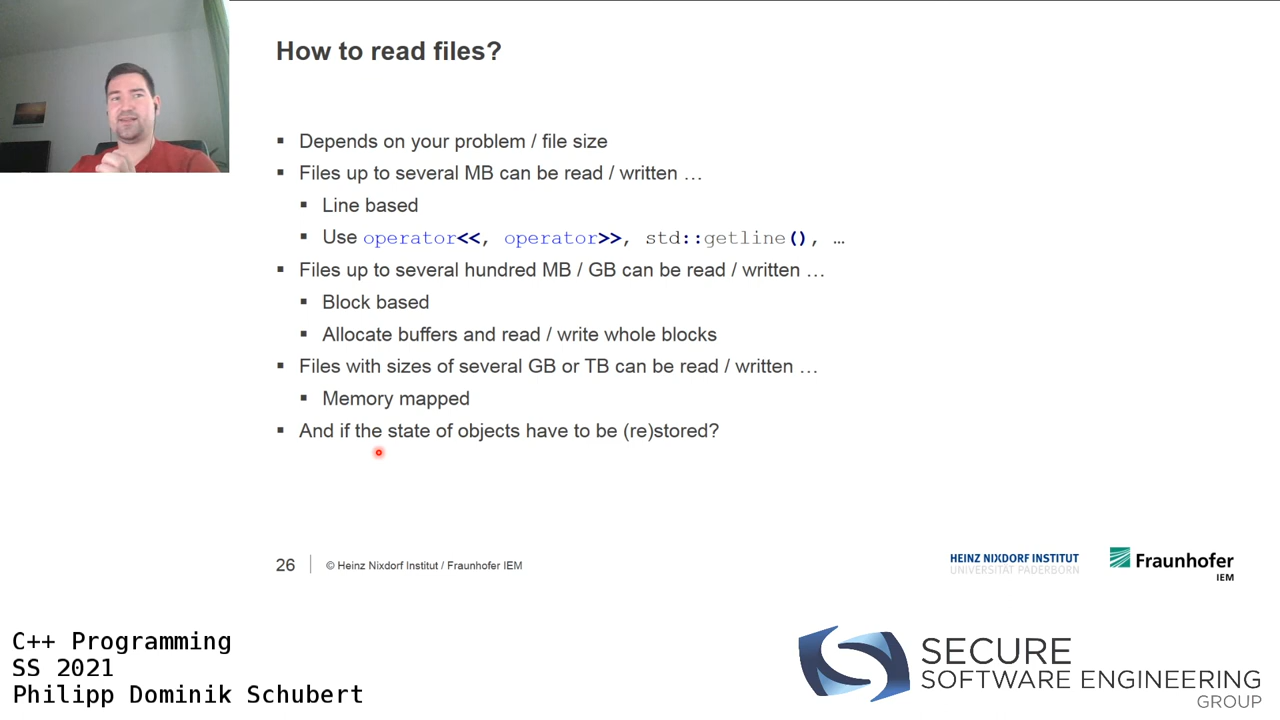 How to read files?
▪ Depends on your problem / file size
▪ Files up to several MB can be read / written …
▪ Line based
▪ Use operator<<, operator>>, std::getline(), …
▪ Files up to several hundred MB / GB can be read / written …
▪ Block based
▪ Allocate buffers and read / write whole blocks
▪ Files with sizes of several GB or TB can be read / written …
▪ Memory mapped
▪ And if the state of objects have to be (re)stored?
26
© Heinz Nixdorf Institut / Fraunhofer IEM
HEINZ NIXDORF INSTITUT
UNIVERSITÄT PADERBORN
Fraunhofer
IEM
C++ Programming
SS 2021
Philipp Dominik Schubert
SECURE
SOFTWARE ENGINEERING
GROUP